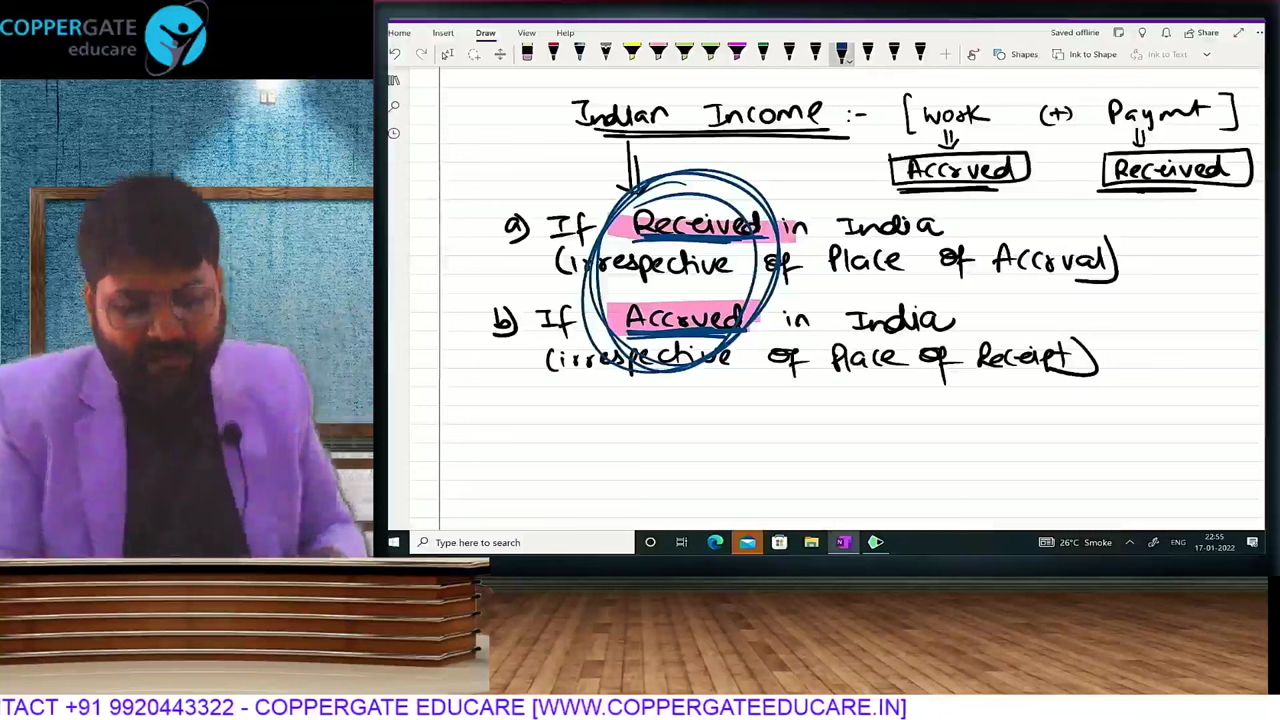 COPPERGATE
educare
Home Insert Draw View Help
Saved offline
Share
Shapes
Ink to Shape
Ink to Text
Indian Income :- [work (+) Paymt]
Accrued
Received
a) If Received in India
(irrespective of Place of Accrual)
b) If Accrued in India
(irrespective of Place of Receipt)
Type here to search
26°C Smoke
ENG
22:55
17-01-2022
NTACT +91 9920443322 - COPPERGATE EDUCARE [WWW.COPPERGATEEDUCARE.IN]